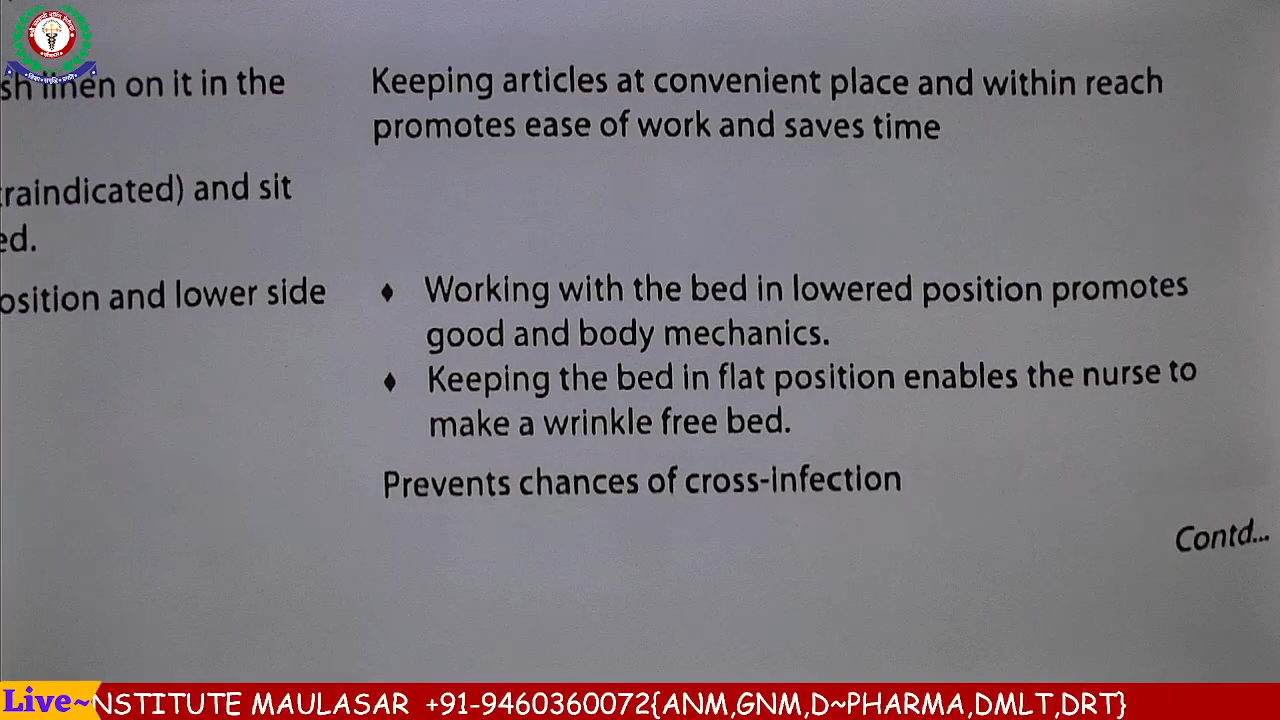 sh linen on it in the
Keeping articles at convenient place and within reach
promotes ease of work and saves time
traindicated) and sit
ed.
osition and lower side
♦ Working with the bed in lowered position promotes
good and body mechanics.
♦ Keeping the bed in flat position enables the nurse to
make a wrinkle free bed.
Prevents chances of cross-infection
Contd...
Live~
NSTITUTE MAULASAR +91-9460360072{ANM,GNM,D~PHARMA,DMLT,DRT}